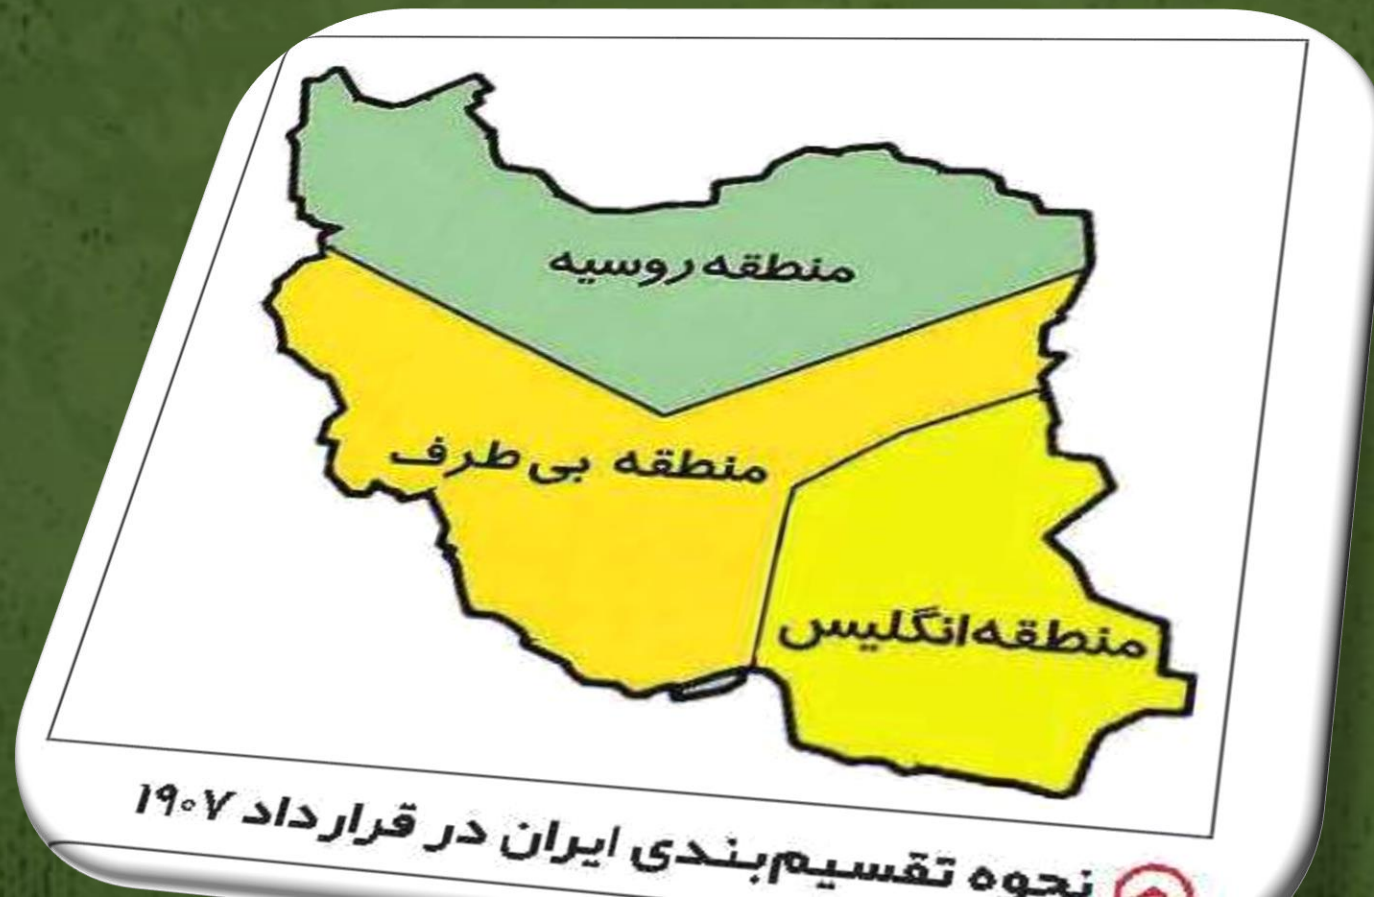 منطقه روسیه
منطقه بی‌طرف
منطقه انگلیس
نحوه تقسیم‌بندی ایران در قرارداد ۱۹۰۷